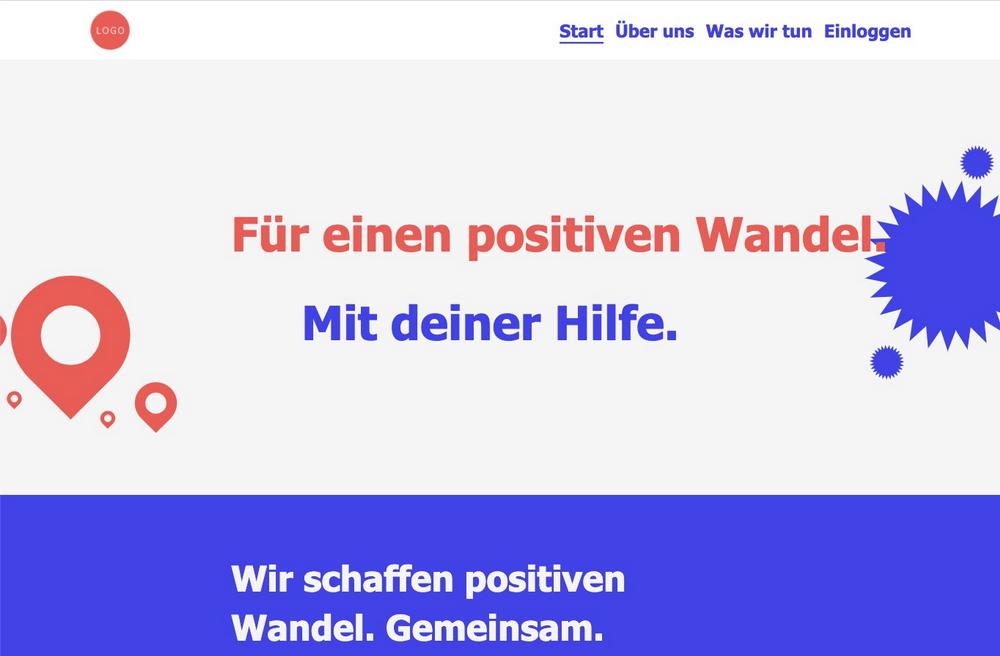 LOGO
Start Über uns Was wir tun Einloggen
Für einen positiven Wandel.
Mit deiner Hilfe.
Wir schaffen positiven
Wandel. Gemeinsam.